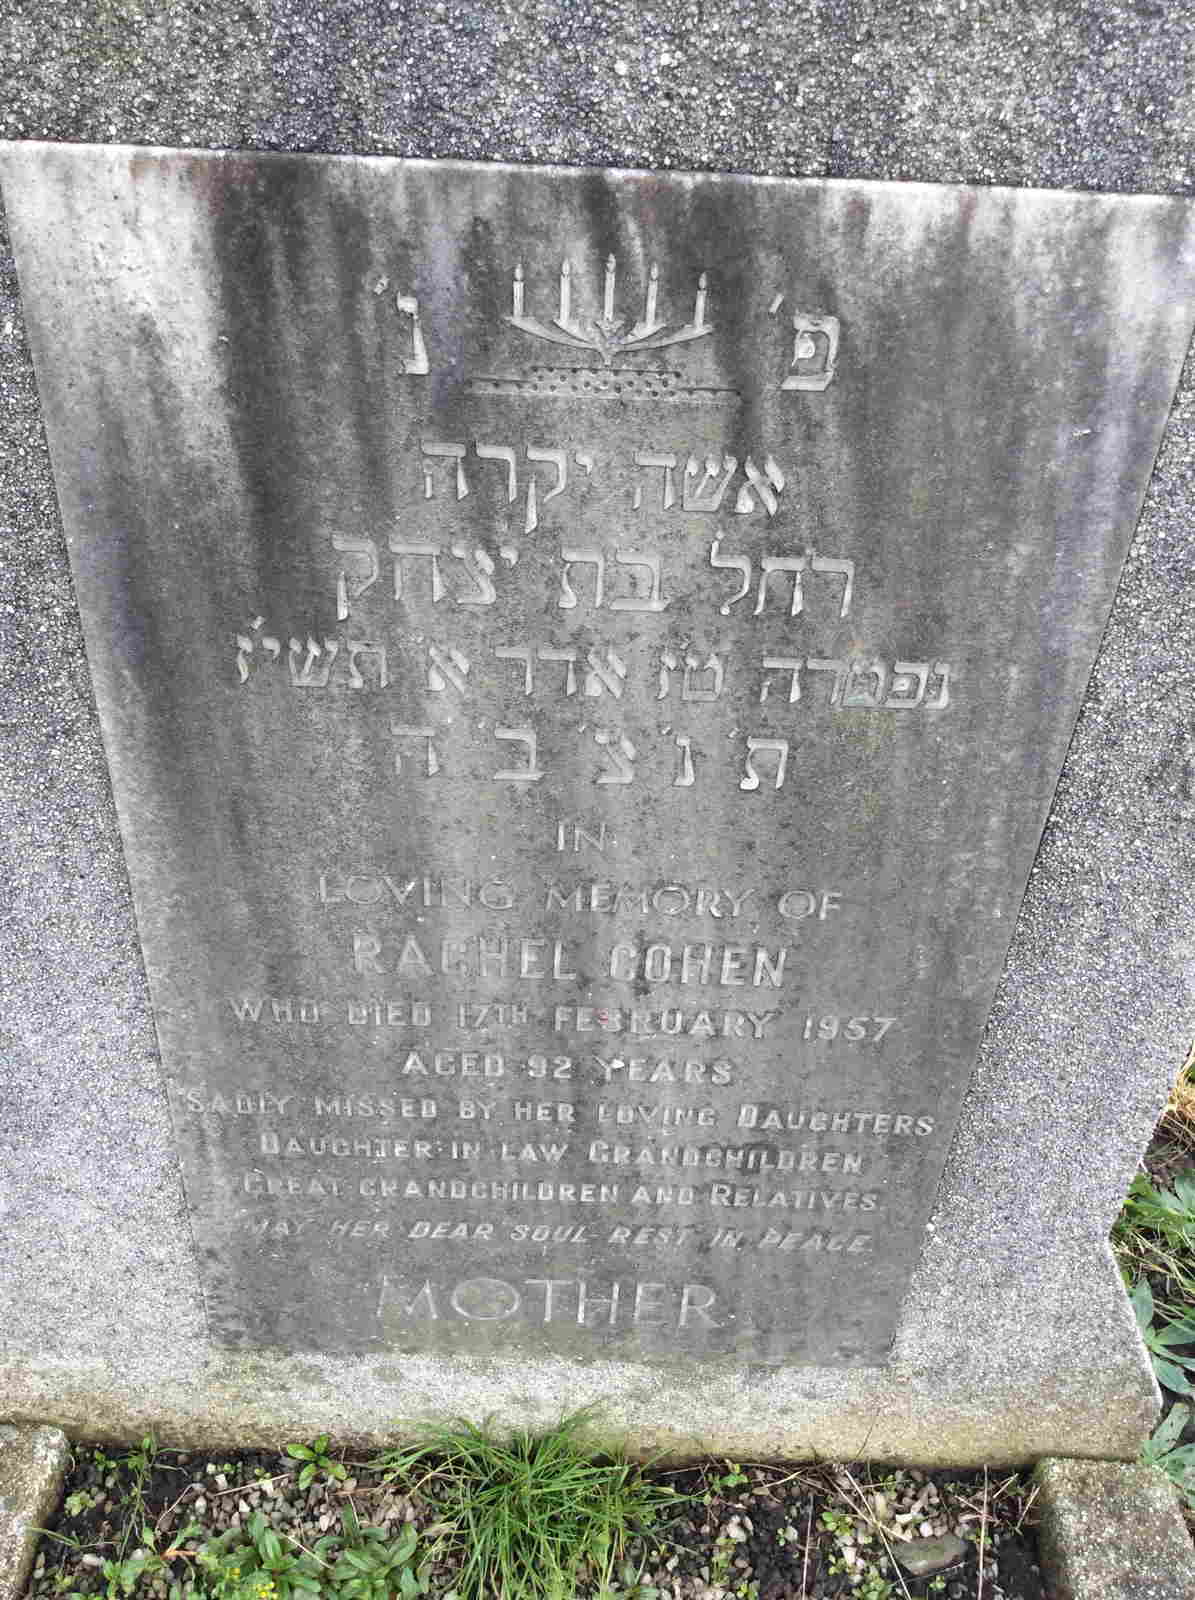 פ' נ'
אשה יקרה
רחל בת יצחק
נפטרה ט"ו אדר א' תשי"ז
ת' נ' צ' ב' ה'
IN
LOVING MEMORY OF
RACHEL COHEN
WHO DIED 17TH FEBRUARY 1957
AGED 92 YEARS
SADLY MISSED BY HER LOVING DAUGHTERS
DAUGHTER-IN-LAW GRANDCHILDREN
GREAT GRANDCHILDREN AND RELATIVES.
MAY HER DEAR SOUL REST IN PEACE.
MOTHER